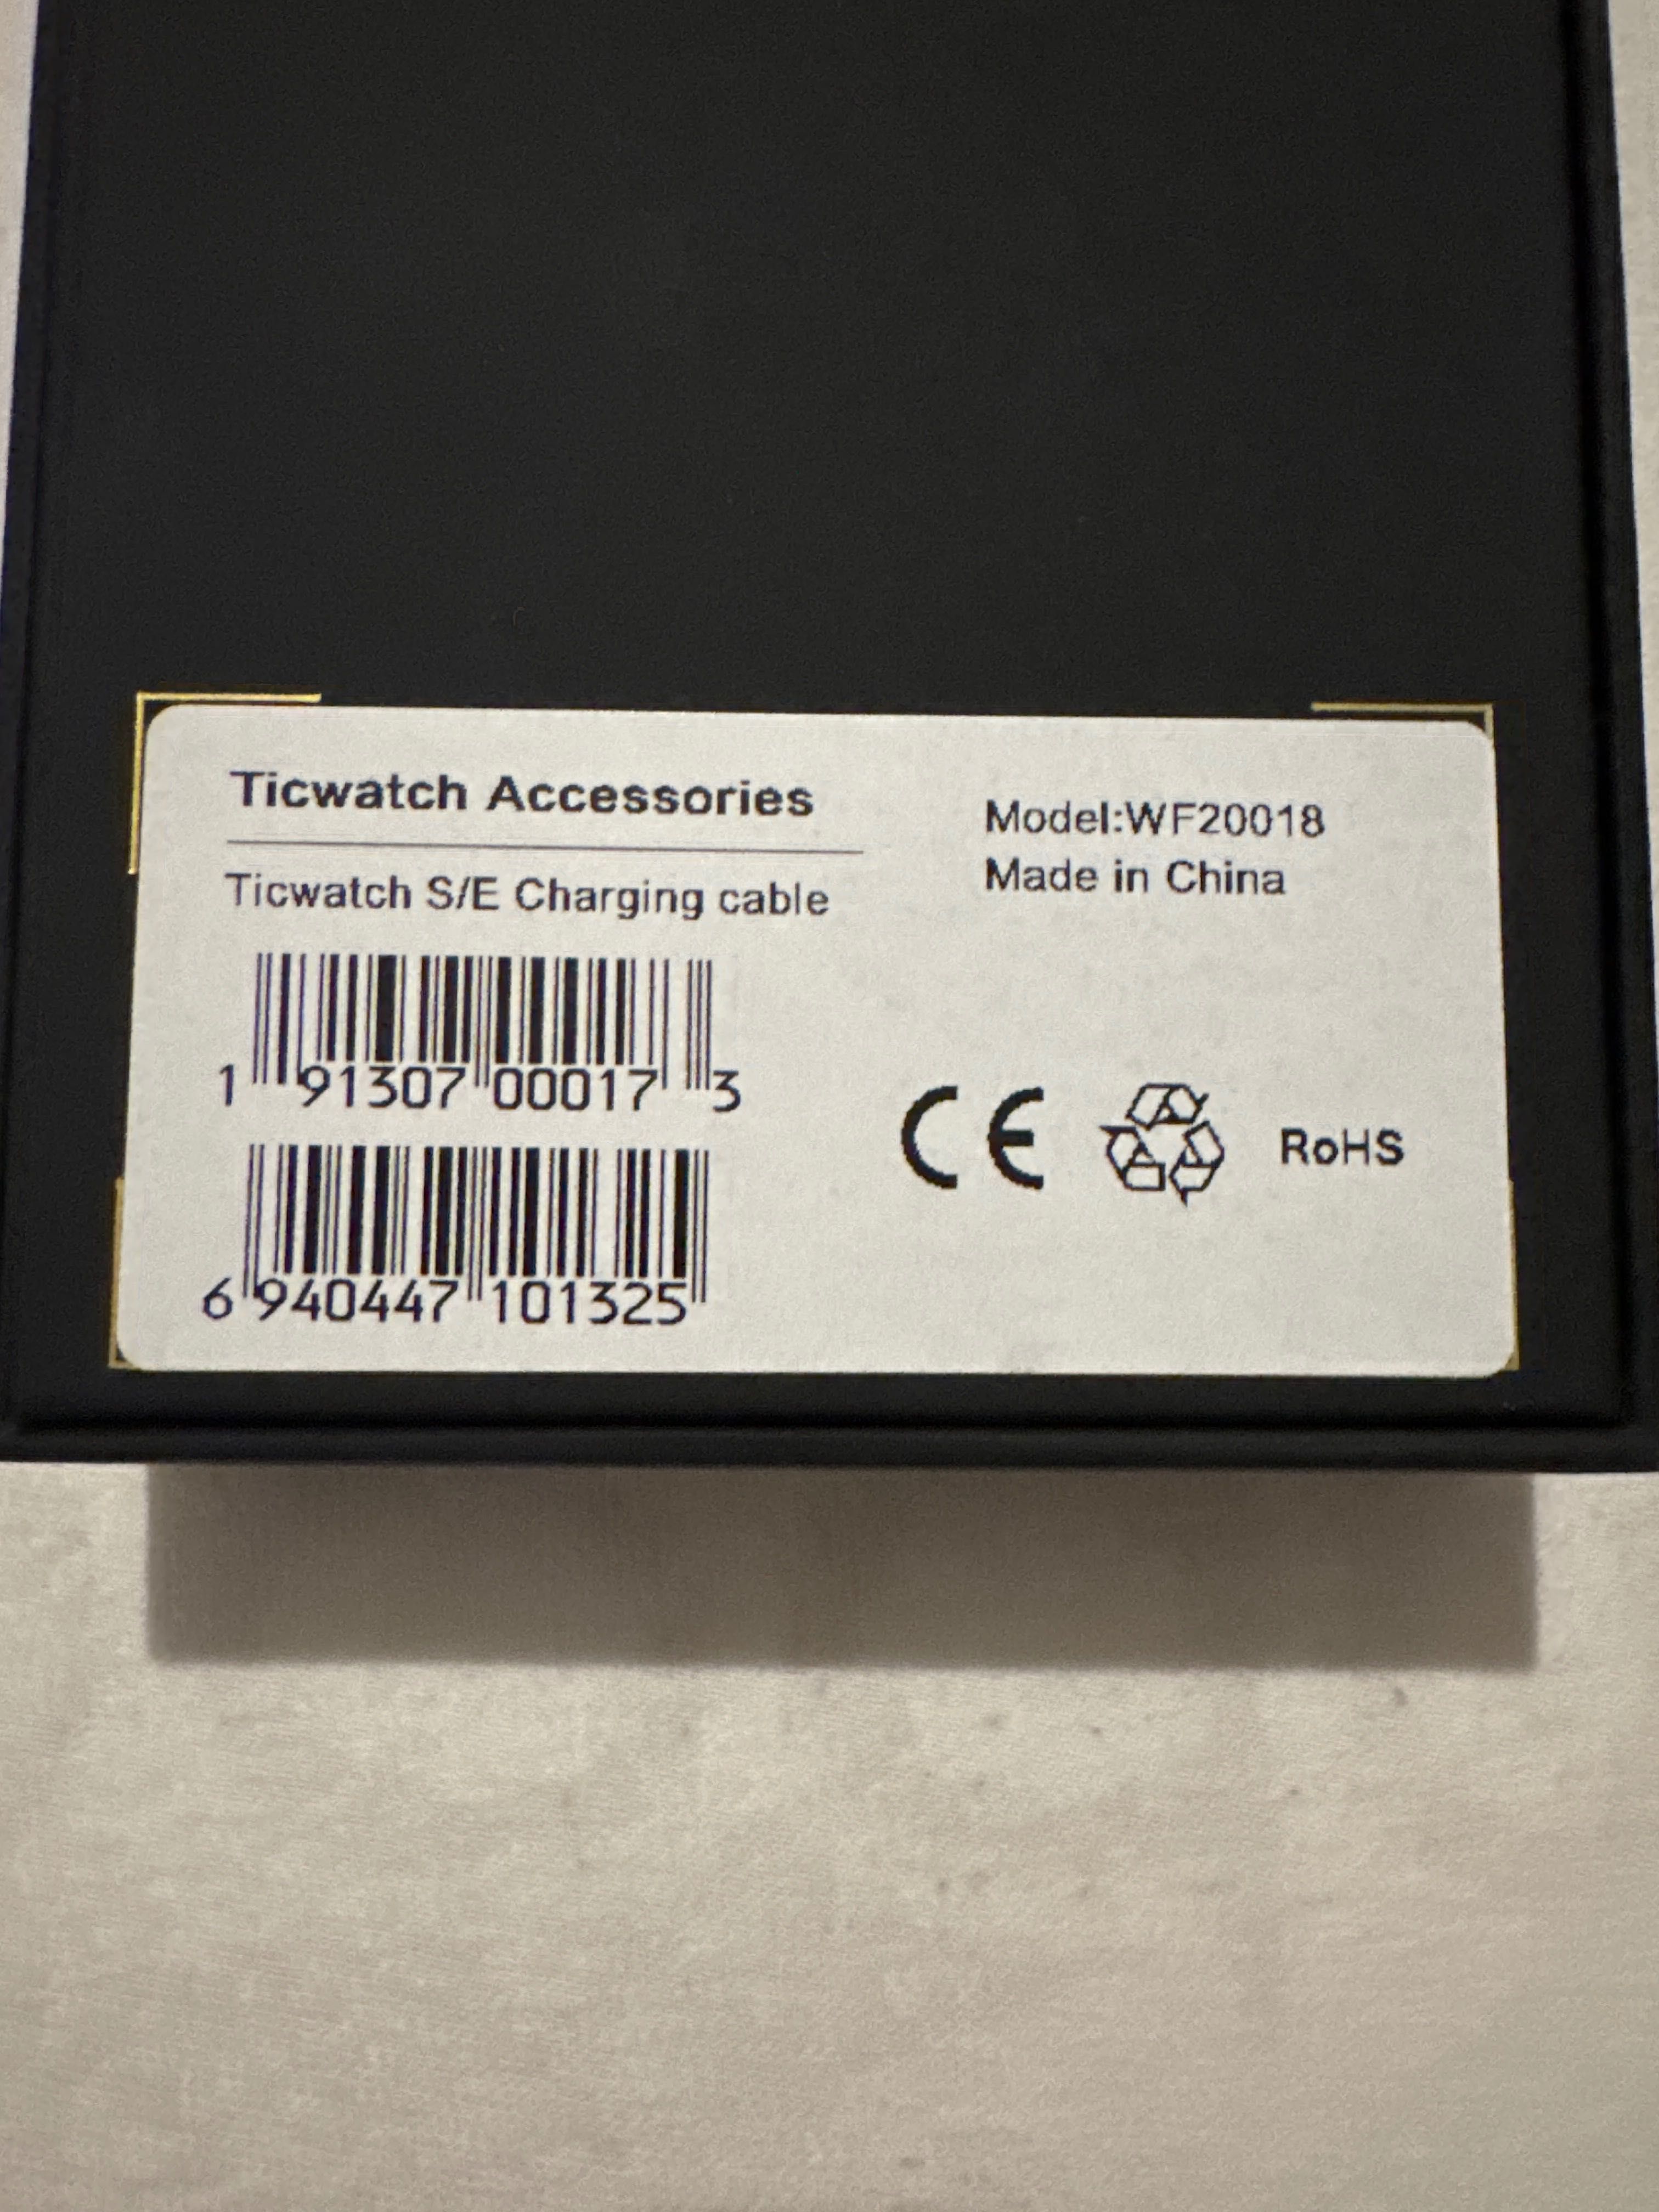 Ticwatch Accessories
Ticwatch S/E Charging cable
1 91307 00017 3
6 940447 101325
Model:WF20018
Made in China
CE RoHS